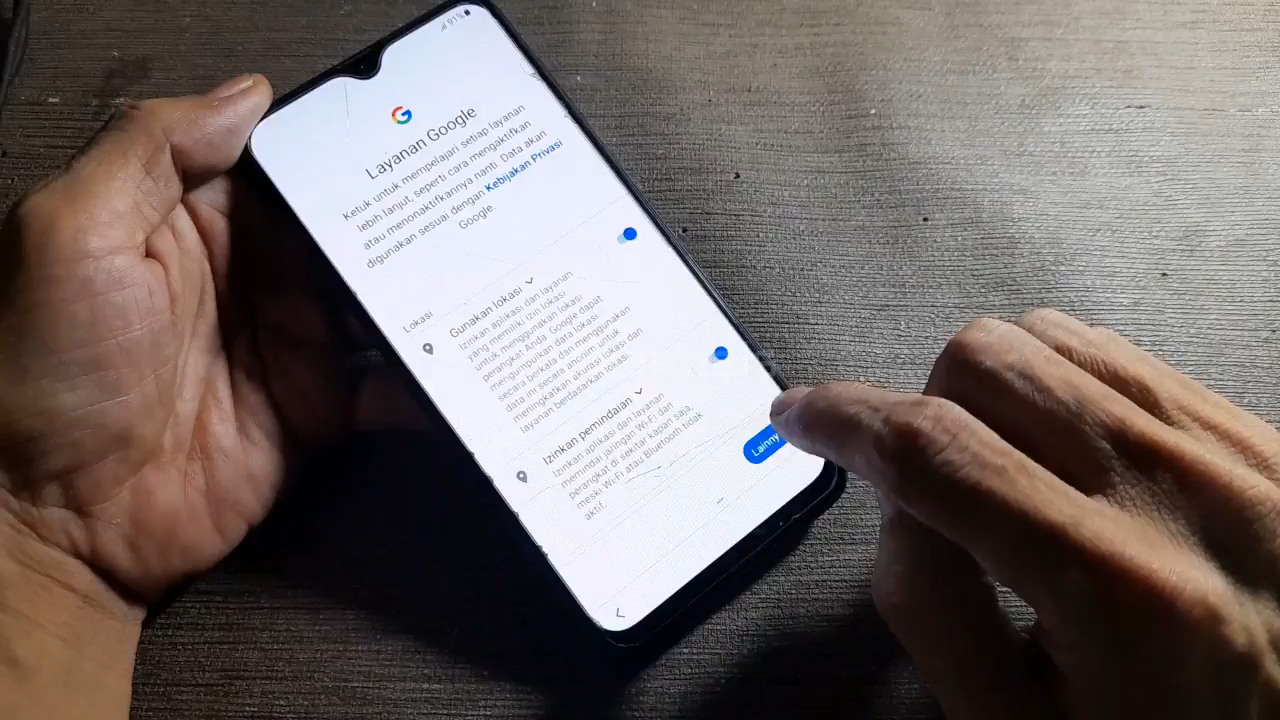 91%
Layanan Google
Ketuk untuk mempelajari setiap layanan
lebih lanjut, seperti cara mengaktifkan
atau menonaktifkannya nanti. Data akan
digunakan sesuai dengan Kebijakan Privasi
Google.
Lokasi
Gunakan lokasi
Izinkan aplikasi dan layanan
yang memiliki izin lokasi
untuk menggunakan lokasi
perangkat Anda. Google dapat
mengumpulkan data lokasi
secara berkala dan menggunakan
data ini secara anonim untuk
meningkatkan akurasi lokasi dan
layanan berdasarkan lokasi.
Izinkan pemindaian
Izinkan aplikasi dan layanan
memindai jaringan Wi-Fi dan
perangkat di sekitar kapan saja,
meski Wi-Fi atau Bluetooth tidak
aktif.
Lainny